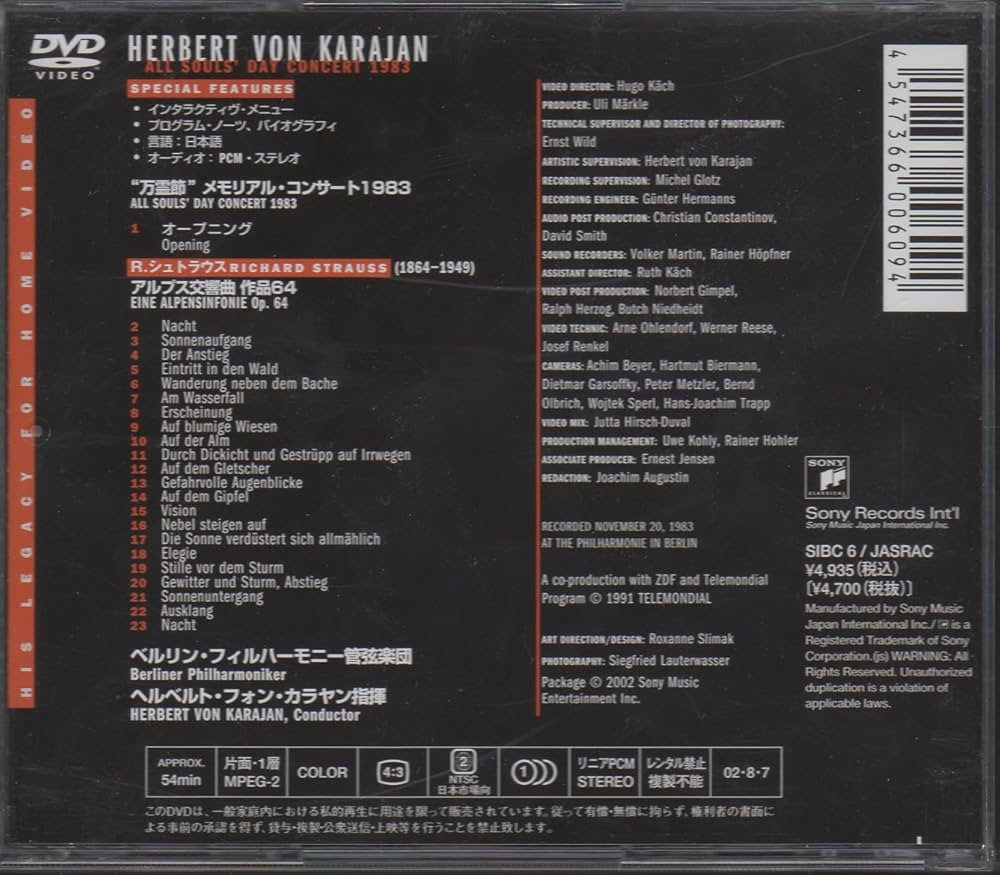 DVD
VIDEO
HIS LEGACY FOR HOME VIDEO
HERBERT VON KARAJAN
ALL SOULS' DAY CONCERT 1983
SPECIAL FEATURES
• インタラクティヴ・メニュー
• プログラム・ノーツ、バイオグラフィ
• 言語：日本語
• オーディオ：PCM・ステレオ
“万霊節” メモリアル・コンサート1983
ALL SOULS' DAY CONCERT 1983
1 オープニング
Opening
R.シュトラウス RICHARD STRAUSS (1864–1949)
アルプス交響曲 作品64
EINE ALPENSINFONIE Op. 64
2 Nacht
3 Sonnenaufgang
4 Der Anstieg
5 Eintritt in den Wald
6 Wanderung neben dem Bache
7 Am Wasserfall
8 Erscheinung
9 Auf blumige Wiesen
10 Auf der Alm
11 Durch Dickicht und Gestrüpp auf Irrwegen
12 Auf dem Gletscher
13 Gefahrvolle Augenblicke
14 Auf dem Gipfel
15 Vision
16 Nebel steigen auf
17 Die Sonne verdüstert sich allmählich
18 Elegie
19 Stille vor dem Sturm
20 Gewitter und Sturm, Abstieg
21 Sonnenuntergang
22 Ausklang
23 Nacht
ベルリン・フィルハーモニー管弦楽団
Berliner Philharmoniker
ヘルベルト・フォン・カラヤン指揮
HERBERT VON KARAJAN, Conductor
VIDEO DIRECTOR: Hugo Käch
PRODUCER: Uli Märkle
TECHNICAL SUPERVISOR AND DIRECTOR OF PHOTOGRAPHY:
Ernst Wild
ARTISTIC SUPERVISION: Herbert von Karajan
RECORDING SUPERVISION: Michel Glotz
RECORDING ENGINEER: Günter Hermanns
AUDIO POST PRODUCTION: Christian Constantinov,
David Smith
SOUND RECORDERS: Volker Martin, Rainer Höpfner
ASSISTANT DIRECTOR: Ruth Käch
VIDEO POST PRODUCTION: Norbert Gimpel,
Ralph Herzog, Butch Niedheidt
VIDEO TECHNIC: Arne Ohlendorf, Werner Reese,
Josef Renkel
CAMERAS: Achim Beyer, Hartmut Biermann,
Dietmar Garsoffky, Peter Metzler, Bernd
Olbrich, Wojtek Sperl, Hans-Joachim Trapp
VIDEO MIX: Jutta Hirsch-Duval
PRODUCTION MANAGEMENT: Uwe Kohly, Rainer Hohler
ASSOCIATE PRODUCER: Ernest Jensen
REDACTION: Joachim Augustin
RECORDED NOVEMBER 20, 1983
AT THE PHILHARMONIE IN BERLIN
A co-production with ZDF and Telemondial
Program © 1991 TELEMONDIAL
ART DIRECTION/DESIGN: Roxanne Slimak
PHOTOGRAPHY: Siegfried Lauterwasser
Package © 2002 Sony Music
Entertainment Inc.
4 547366 006094
SONY
CLASSICAL
Sony Records Int'l
Sony Music Japan International Inc.
SIBC 6 / JASRAC
¥4,935(税込)
[¥4,700(税抜)]
Manufactured by Sony Music
Japan International Inc./ is a
Registered Trademark of Sony
Corporation.(js) WARNING: All
Rights Reserved. Unauthorized
duplication is a violation of
applicable laws.
APPROX.
54min
片面・1層
MPEG-2
COLOR
4:3
2
NTSC
日本市場向
1
リニアPCM
STEREO
レンタル禁止
複製不能
02・8・7
このDVDは、一般家庭内における私的再生に用途を限って販売されています。従って有償・無償に拘らず、権利者の書面に
よる事前の承認を得ず、貸与・複製・公衆送信・上映等を行うことを禁止致します。